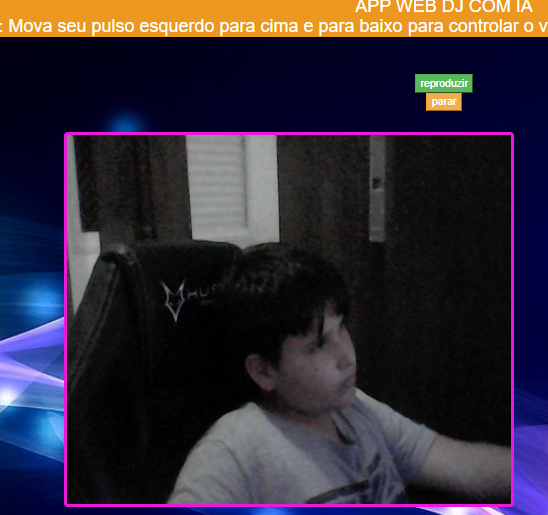 APP WEB DJ COM IA
: Mova seu pulso esquerdo para cima e para baixo para controlar o v
reproduzir
parar